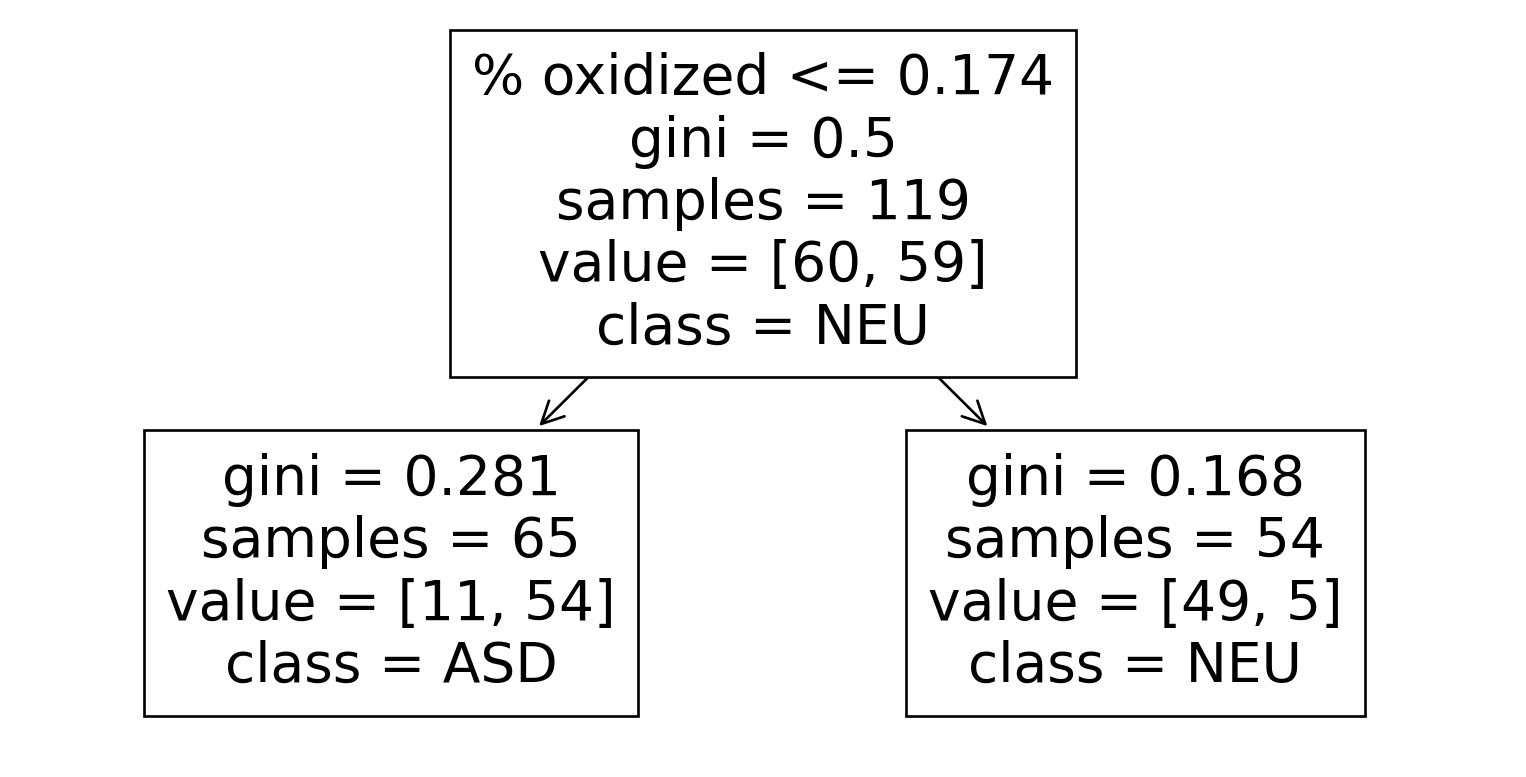 % oxidized <= 0.174
gini = 0.5
samples = 119
value = [60, 59]
class = NEU
gini = 0.281
samples = 65
value = [11, 54]
class = ASD
gini = 0.168
samples = 54
value = [49, 5]
class = NEU